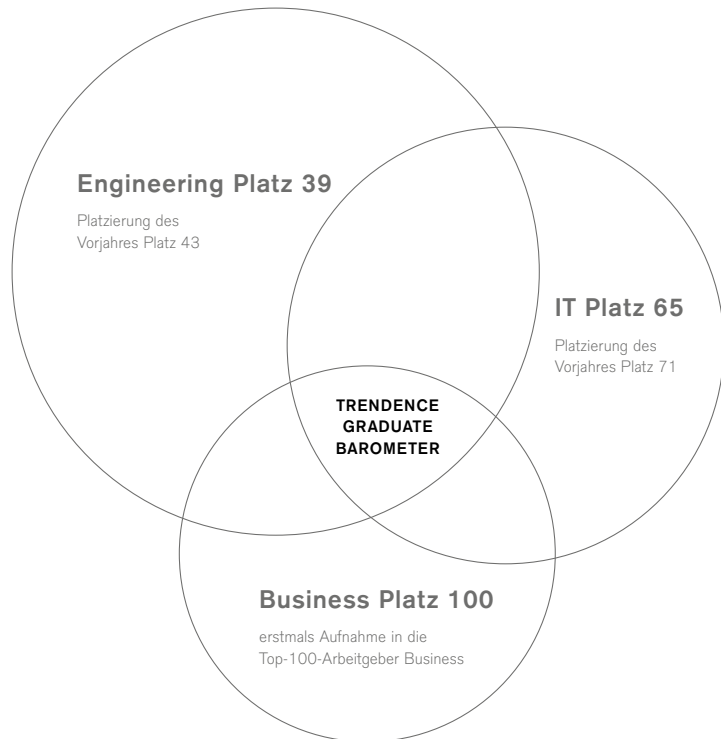 Engineering Platz 39
Platzierung des
Vorjahres Platz 43
IT Platz 65
Platzierung des
Vorjahres Platz 71
TRENDENCE
GRADUATE
BAROMETER
Business Platz 100
erstmals Aufnahme in die
Top-100-Arbeitgeber Business